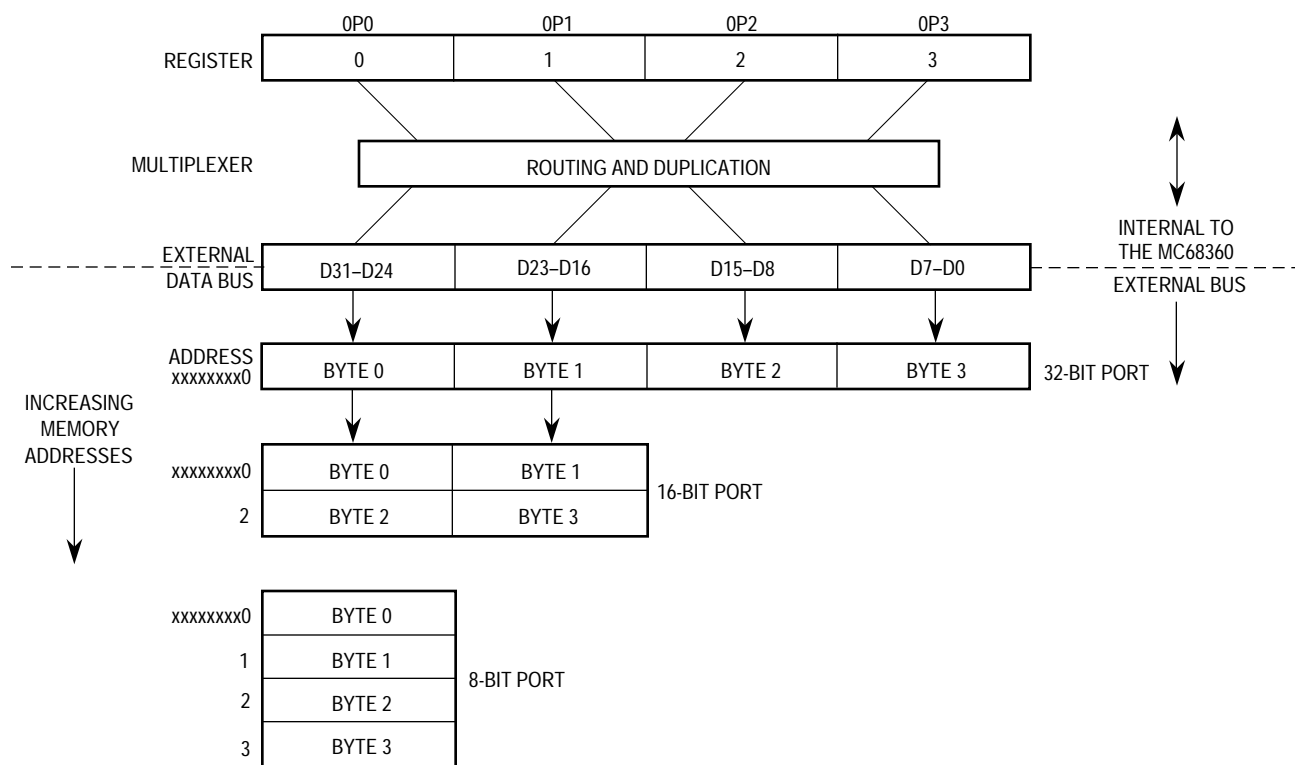 0P0 0P1 0P2 0P3
REGISTER 0 1 2 3
MULTIPLEXER ROUTING AND DUPLICATION
EXTERNAL
DATA BUS
D31–D24 D23–D16 D15–D8 D7–D0
INTERNAL TO
THE MC68360
EXTERNAL BUS
ADDRESS
xxxxxxxx0
BYTE 0 BYTE 1 BYTE 2 BYTE 3
32-BIT PORT
INCREASING
MEMORY
ADDRESSES
xxxxxxxx0 BYTE 0 BYTE 1
2 BYTE 2 BYTE 3
16-BIT PORT
xxxxxxxx0 BYTE 0
1 BYTE 1
2 BYTE 2
3 BYTE 3
8-BIT PORT